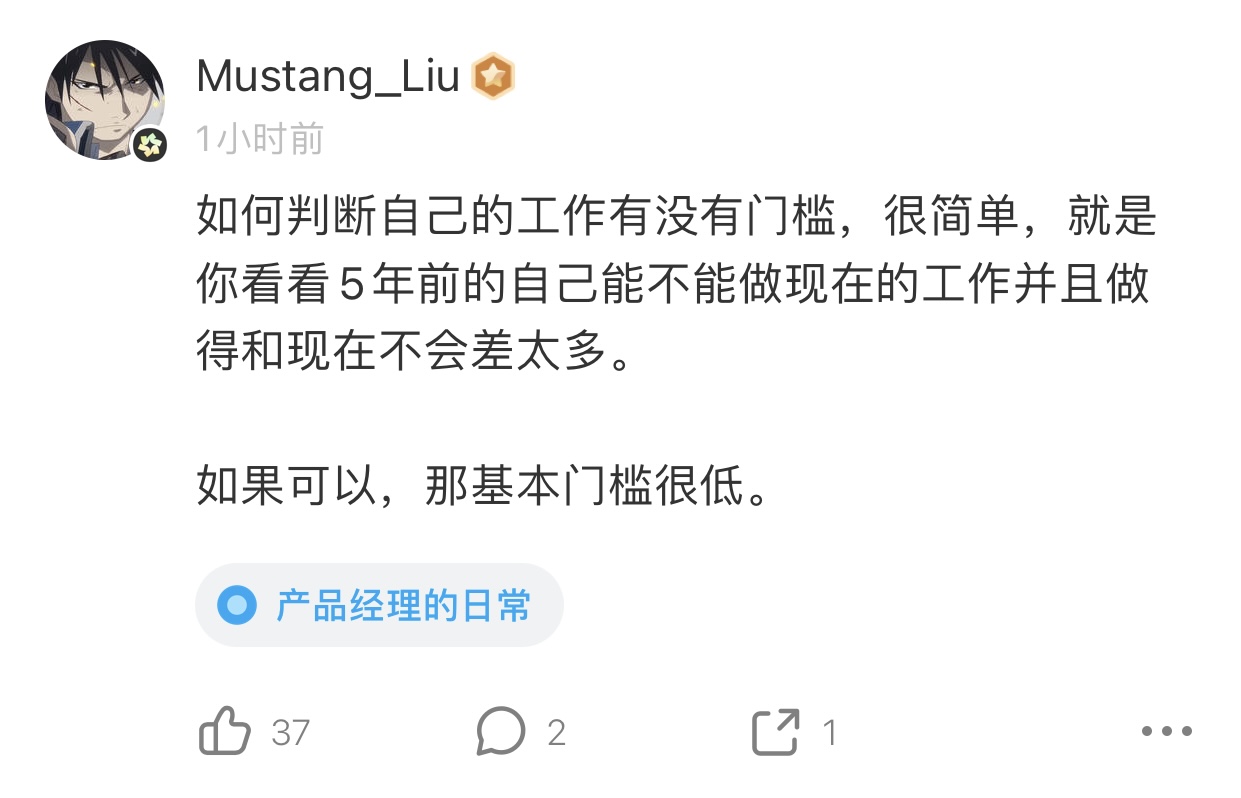 Mustang_Liu
1小时前
如何判断自己的工作有没有门槛，很简单，就是
你看看5年前的自己能不能做现在的工作并且做
得和现在不会差太多。
如果可以，那基本门槛很低。
产品经理的日常
37
2
1